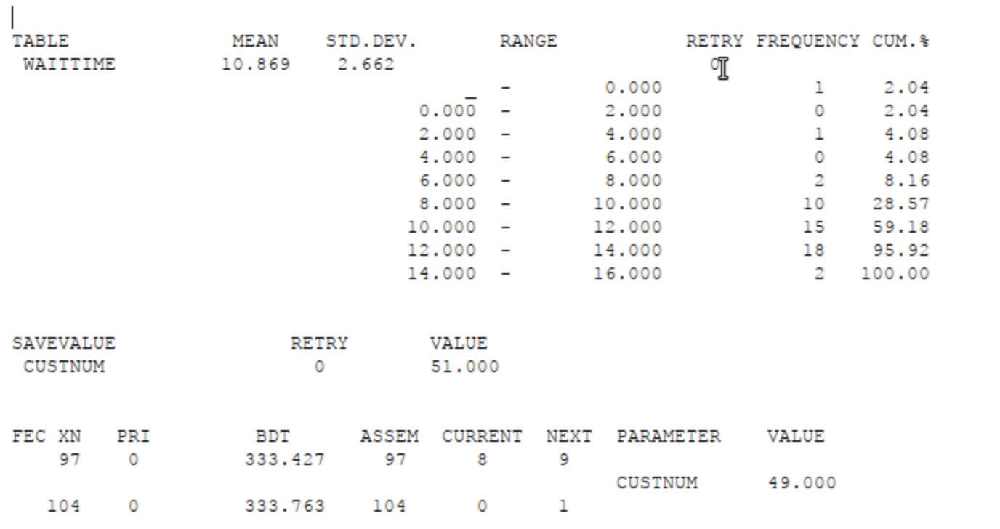 TABLE MEAN STD.DEV. RANGE RETRY FREQUENCY CUM.%
WAITTIME 10.869 2.662 0
_ - 0.000 1 2.04
0.000 - 2.000 0 2.04
2.000 - 4.000 1 4.08
4.000 - 6.000 0 4.08
6.000 - 8.000 2 8.16
8.000 - 10.000 10 28.57
10.000 - 12.000 15 59.18
12.000 - 14.000 18 95.92
14.000 - 16.000 2 100.00
SAVEVALUE RETRY VALUE
CUSTNUM 0 51.000
FEC XN PRI BDT ASSEM CURRENT NEXT PARAMETER VALUE
97 0 333.427 97 8 9
CUSTNUM 49.000
104 0 333.763 104 0 1